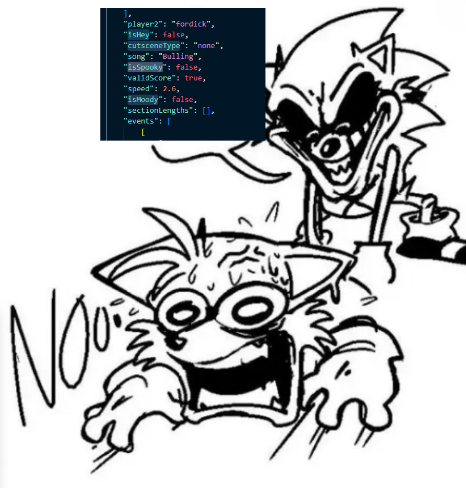 ],
"player2": "fordick",
"isHey": false,
"cutsceneType": "none",
"song": "Bulling",
"isSpooky": false,
"validScore": true,
"speed": 2.6,
"isMoody": false,
"sectionLengths": [],
"events": [
[
NOO